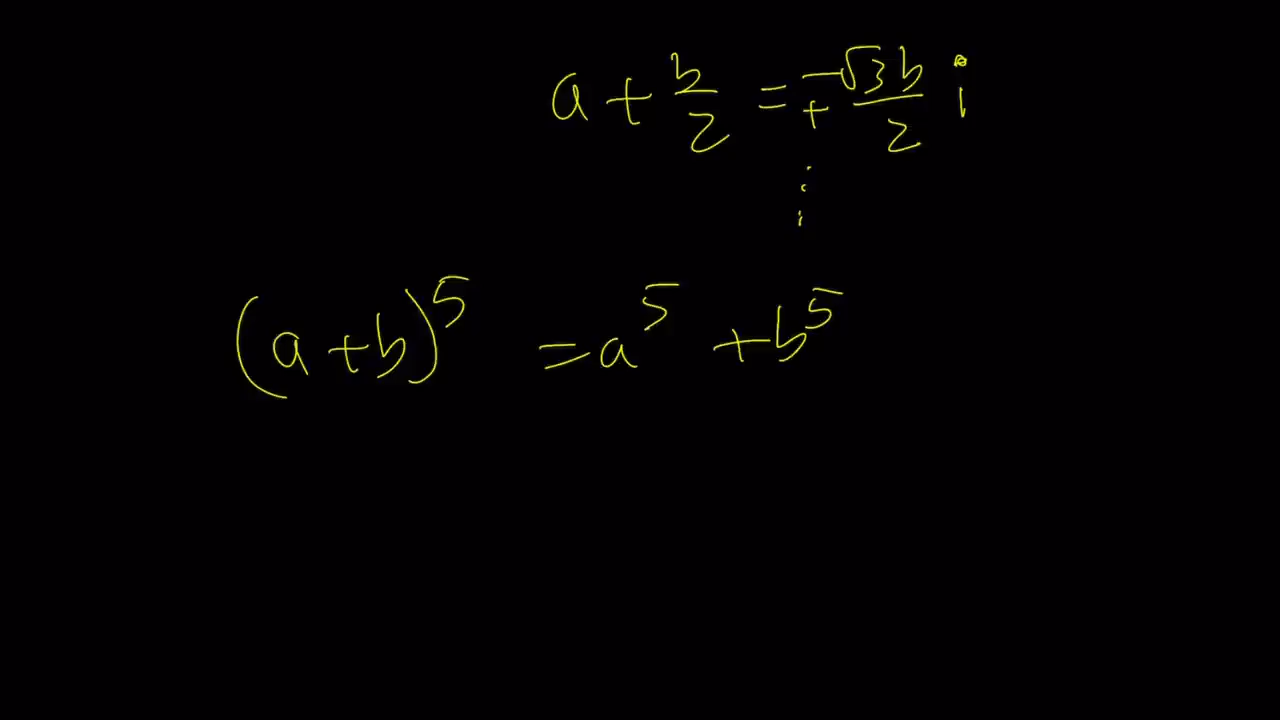 a + b/2 = ∓ √3b/2 i
⋮
(a+b)^5 = a^5 + b^5